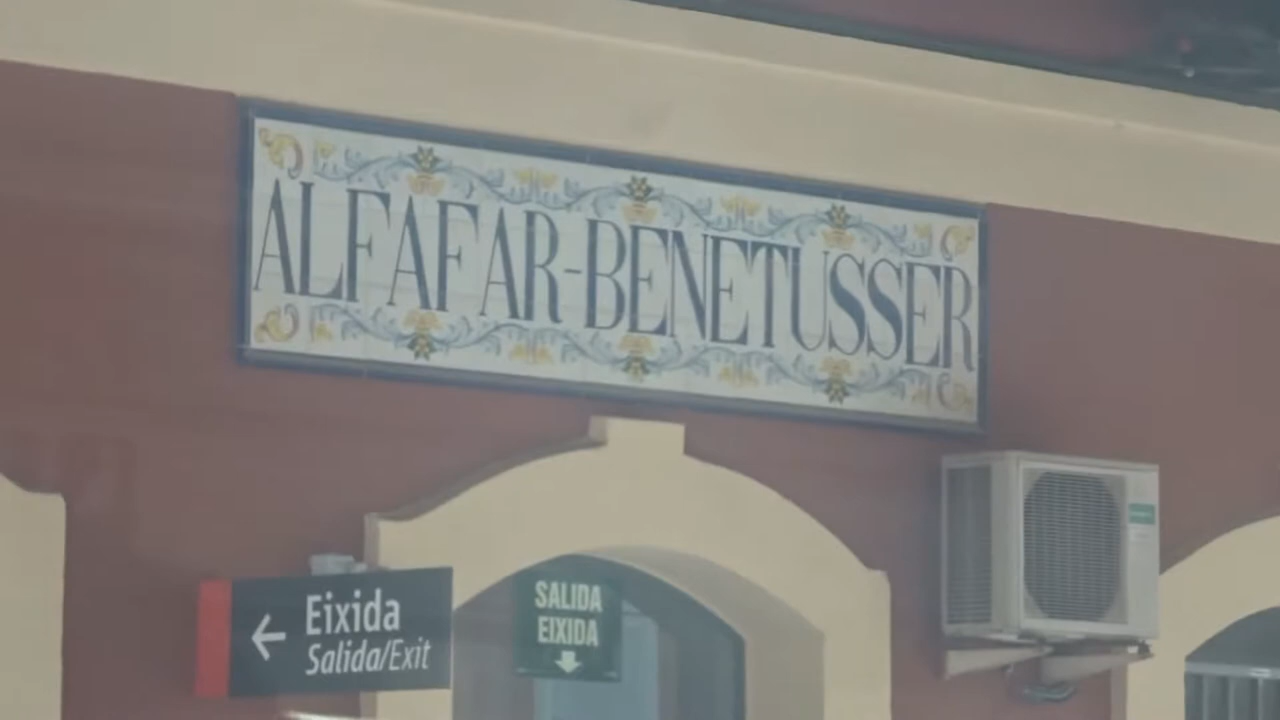 ALFAFAR-BENETUSSER
Eixida
Salida/Exit
SALIDA
EIXIDA